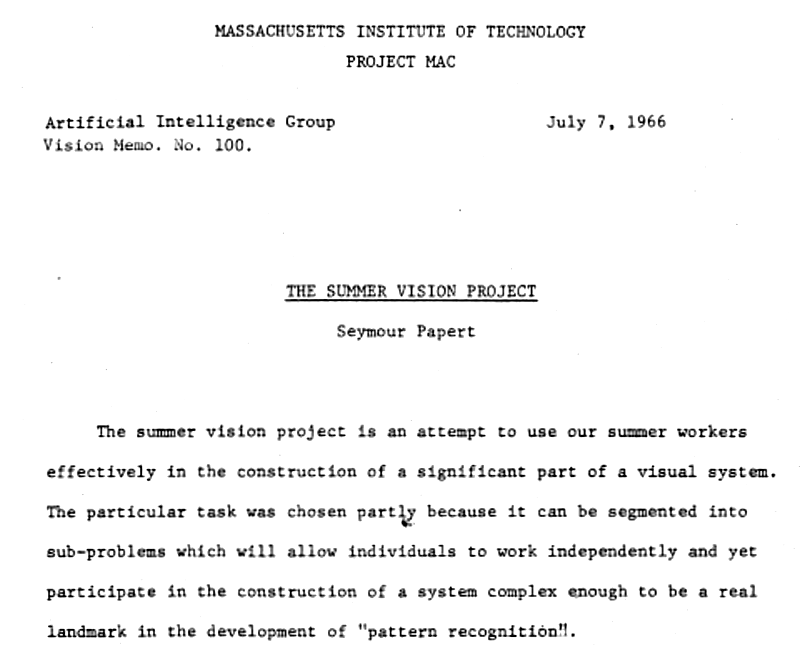 MASSACHUSETTS INSTITUTE OF TECHNOLOGY
PROJECT MAC
Artificial Intelligence Group July 7, 1966
Vision Memo. No. 100.
THE SUMMER VISION PROJECT
Seymour Papert
The summer vision project is an attempt to use our summer workers
effectively in the construction of a significant part of a visual system.
The particular task was chosen partly because it can be segmented into
sub-problems which will allow individuals to work independently and yet
participate in the construction of a system complex enough to be a real
landmark in the development of "pattern recognition".